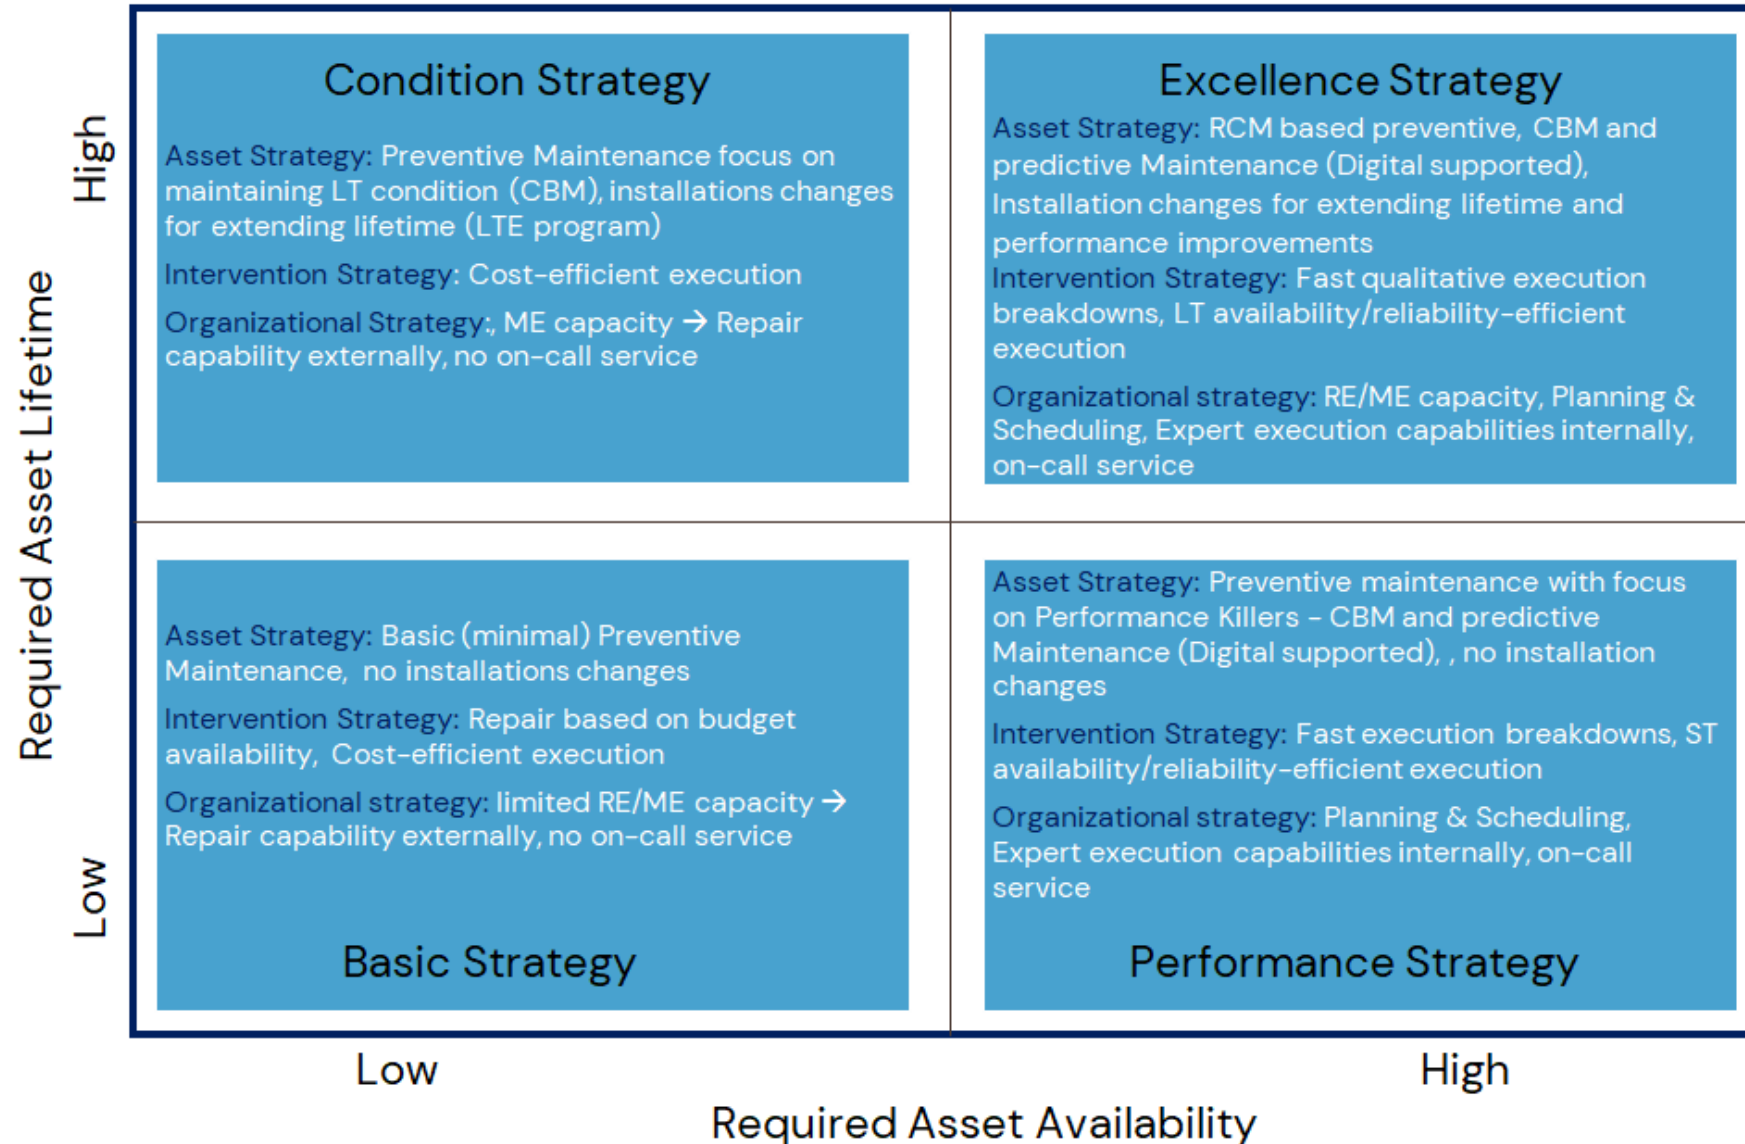 Required Asset Lifetime
High
Low
Condition Strategy
Asset Strategy: Preventive Maintenance focus on
maintaining LT condition (CBM), installations changes
for extending lifetime (LTE program)
Intervention Strategy: Cost-efficient execution
Organizational Strategy:, ME capacity → Repair
capability externally, no on-call service
Excellence Strategy
Asset Strategy: RCM based preventive, CBM and
predictive Maintenance (Digital supported),
Installation changes for extending lifetime and
performance improvements
Intervention Strategy: Fast qualitative execution
breakdowns, LT availability/reliability-efficient
execution
Organizational strategy: RE/ME capacity, Planning &
Scheduling, Expert execution capabilities internally,
on-call service
Asset Strategy: Basic (minimal) Preventive
Maintenance, no installations changes
Intervention Strategy: Repair based on budget
availability, Cost-efficient execution
Organizational strategy: limited RE/ME capacity →
Repair capability externally, no on-call service
Basic Strategy
Asset Strategy: Preventive maintenance with focus
on Performance Killers – CBM and predictive
Maintenance (Digital supported), , no installation
changes
Intervention Strategy: Fast execution breakdowns, ST
availability/reliability-efficient execution
Organizational strategy: Planning & Scheduling,
Expert execution capabilities internally, on-call
service
Performance Strategy
Low
High
Required Asset Availability